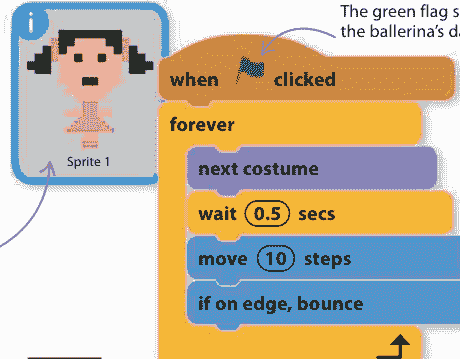 The green flag s
the ballerina's da
i
when clicked
forever
Sprite 1
next costume
wait 0.5 secs
move 10 steps
if on edge, bounce